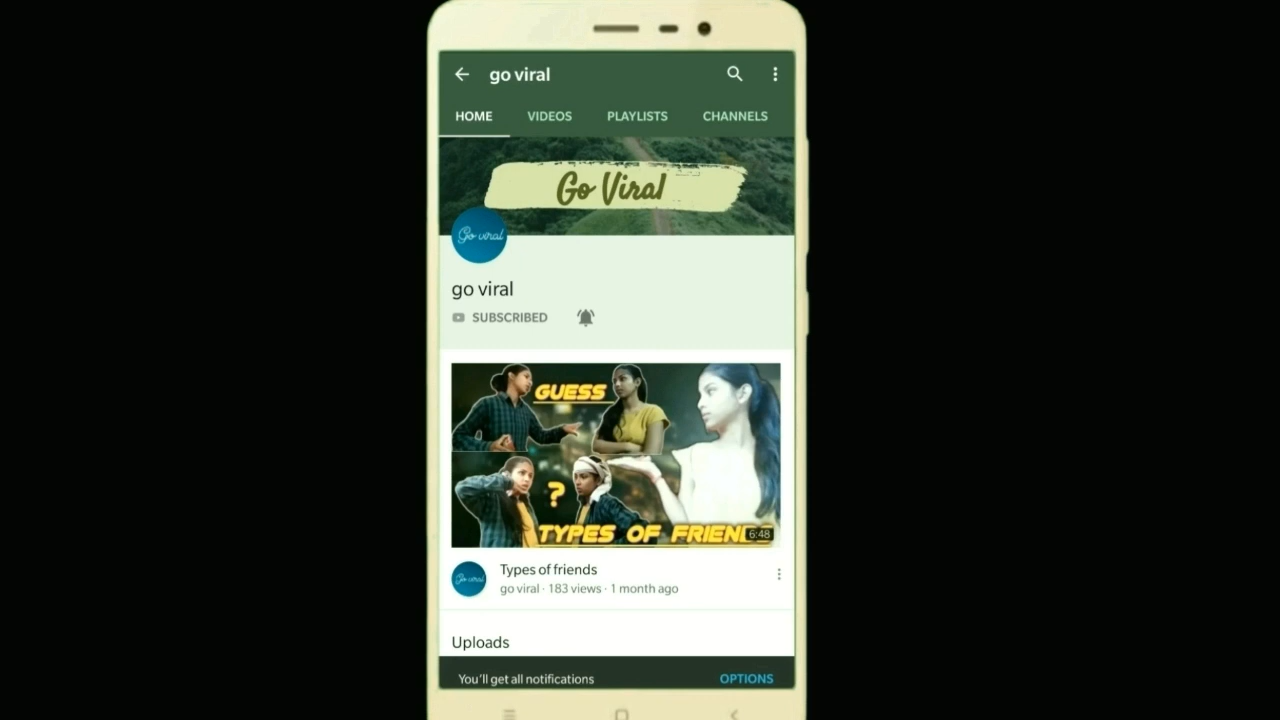 go viral
HOME VIDEOS PLAYLISTS CHANNELS
Go Viral
Go viral
go viral
SUBSCRIBED
GUESS
?
TYPES OF FRIEN
6:48
Go viral
Types of friends
go viral · 183 views · 1 month ago
Uploads
You'll get all notifications OPTIONS